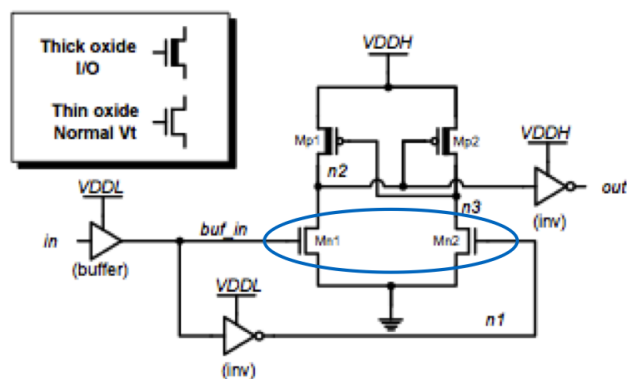 Thick oxide
I/O
Thin oxide
Normal Vt
VDDH
Mp1
Mp2
VDDH
n2
out
n3
(inv)
VDDL
in
buf_in
Mn1
Mn2
(buffer)
VDDL
n1
(inv)